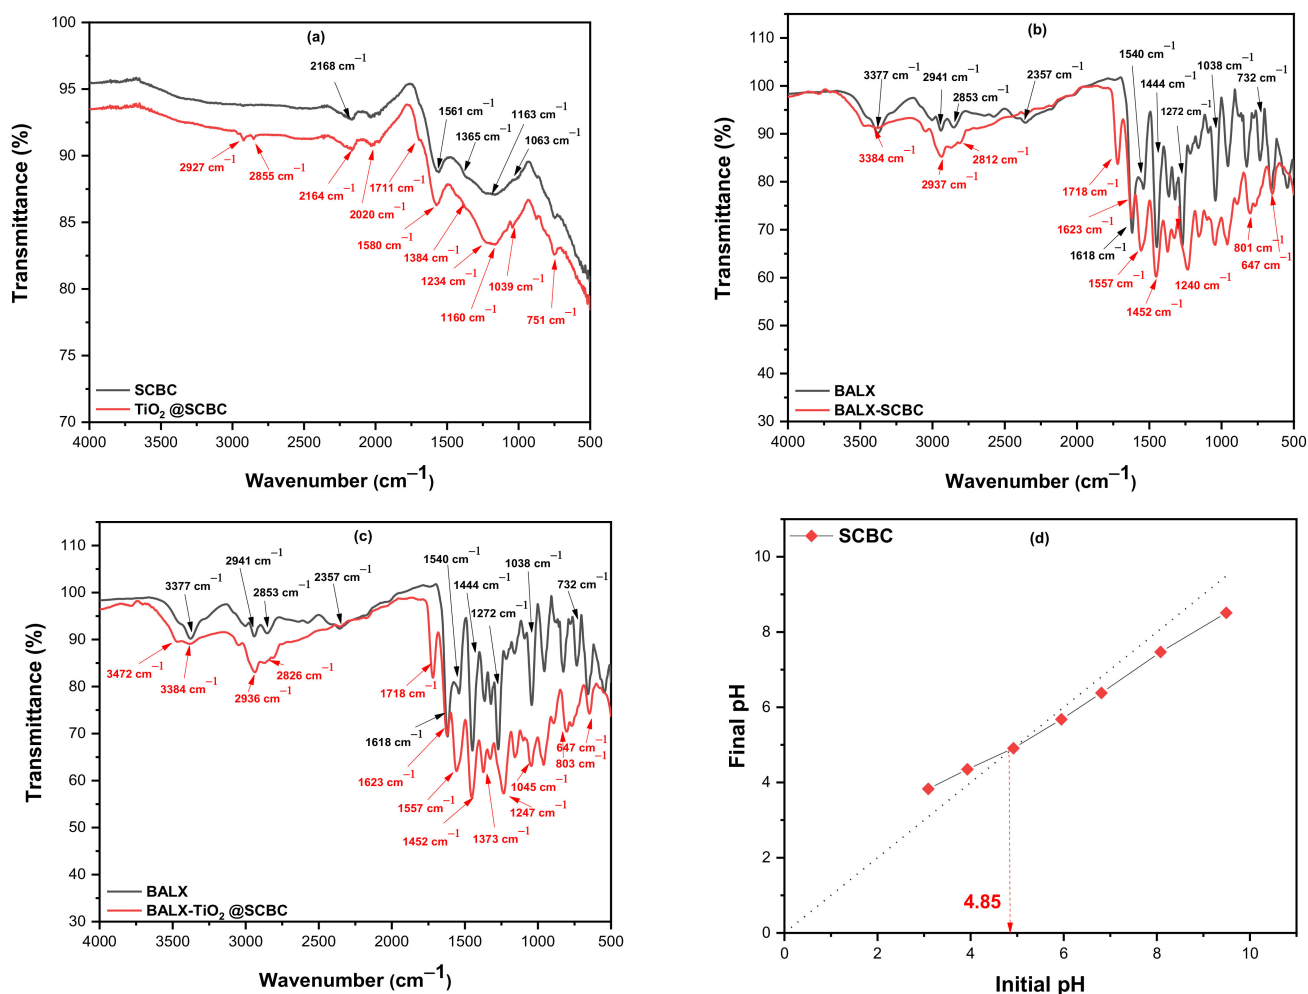 (a)
100
95
90
85
80
75
70
Transmittance (%)
2168 cm⁻¹
1561 cm⁻¹
1163 cm⁻¹
1365 cm⁻¹
1063 cm⁻¹
2927 cm⁻¹
2855 cm⁻¹
2164 cm⁻¹
1711 cm⁻¹
2020 cm⁻¹
1580 cm⁻¹
1384 cm⁻¹
1234 cm⁻¹
1039 cm⁻¹
1160 cm⁻¹
751 cm⁻¹
SCBC
TiO₂ @SCBC
4000 3500 3000 2500 2000 1500 1000 500
Wavenumber (cm⁻¹)
(b)
110
100
90
80
70
60
50
40
30
Transmittance (%)
3377 cm⁻¹
2941 cm⁻¹
2853 cm⁻¹
2357 cm⁻¹
1540 cm⁻¹
1444 cm⁻¹
1272 cm⁻¹
1038 cm⁻¹
732 cm⁻¹
3384 cm⁻¹
2937 cm⁻¹
2812 cm⁻¹
1718 cm⁻¹
1623 cm⁻¹
1618 cm⁻¹
1557 cm⁻¹
1452 cm⁻¹
1240 cm⁻¹
801 cm⁻¹
647 cm⁻¹
BALX
BALX-SCBC
4000 3500 3000 2500 2000 1500 1000 500
Wavenumber (cm⁻¹)
(c)
110
100
90
80
70
60
50
40
30
Transmittance (%)
3377 cm⁻¹
2941 cm⁻¹
2853 cm⁻¹
2357 cm⁻¹
1540 cm⁻¹
1444 cm⁻¹
1272 cm⁻¹
1038 cm⁻¹
732 cm⁻¹
3472 cm⁻¹
3384 cm⁻¹
2936 cm⁻¹
2826 cm⁻¹
1718 cm⁻¹
1618 cm⁻¹
1623 cm⁻¹
1557 cm⁻¹
1452 cm⁻¹
1373 cm⁻¹
1247 cm⁻¹
1045 cm⁻¹
647 cm⁻¹
803 cm⁻¹
BALX
BALX-TiO₂ @SCBC
4000 3500 3000 2500 2000 1500 1000 500
Wavenumber (cm⁻¹)
SCBC
(d)
10
8
6
4
2
0
Final pH
4.85
0 2 4 6 8 10
Initial pH